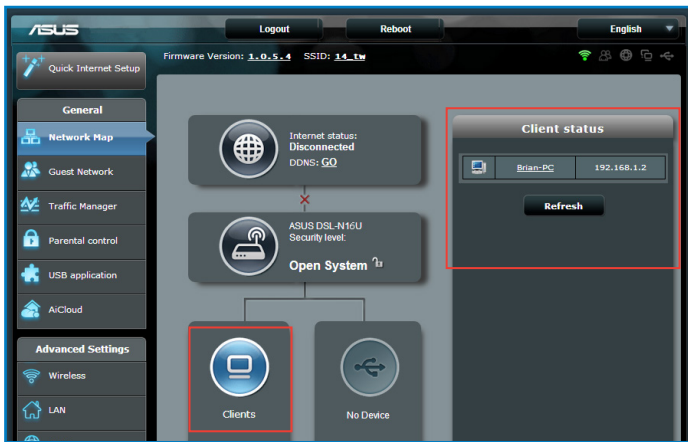 ASUS
Logout
Reboot
English
Quick Internet Setup
Firmware Version: 1.0.5.4 SSID: 14_tw
General
Network Map
Guest Network
Traffic Manager
Parental control
USB application
AiCloud
Advanced Settings
Wireless
LAN
Internet status:
Disconnected
DDNS: GO
ASUS DSL-N16U
Security level:
Open System
Clients
No Device
Client status
Brian-PC 192.168.1.2
Refresh